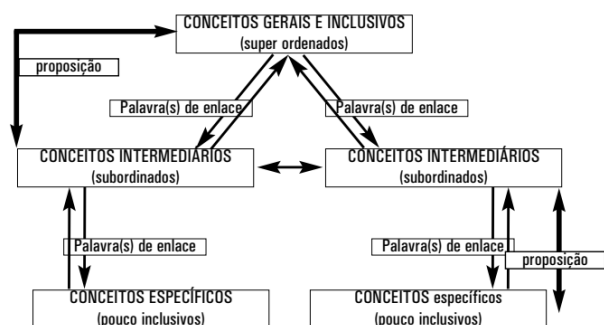 CONCEITOS GERAIS E INCLUSIVOS
(super ordenados)
proposição
Palavra(s) de enlace
Palavra(s) de enlace
CONCEITOS INTERMEDIÁRIOS
(subordinados)
CONCEITOS INTERMEDIÁRIOS
(subordinados)
Palavra(s) de enlace
Palavra(s) de enlace
proposição
CONCEITOS ESPECÍFICOS
(pouco inclusivos)
CONCEITOS específicos
(pouco inclusivos)